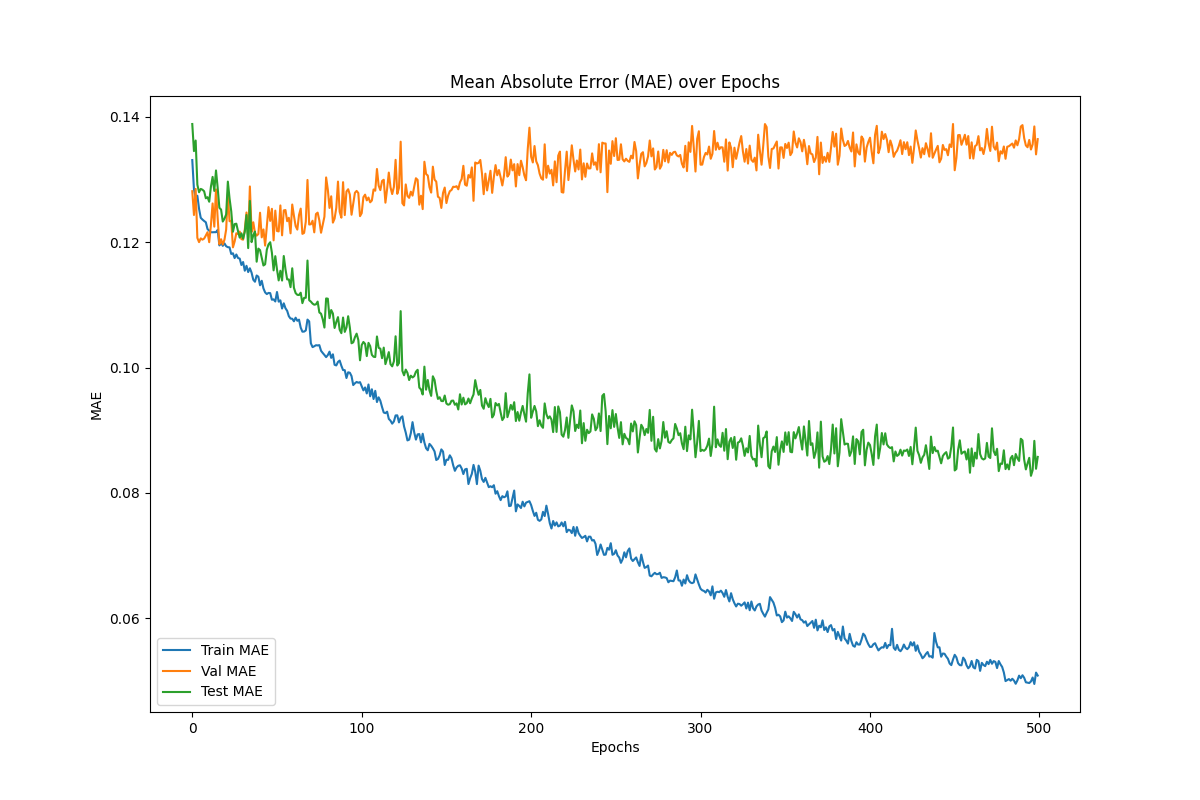 Mean Absolute Error (MAE) over Epochs
0.14
0.12
0.10
0.08
0.06
MAE
Train MAE
Val MAE
Test MAE
0
100
200
300
400
500
Epochs